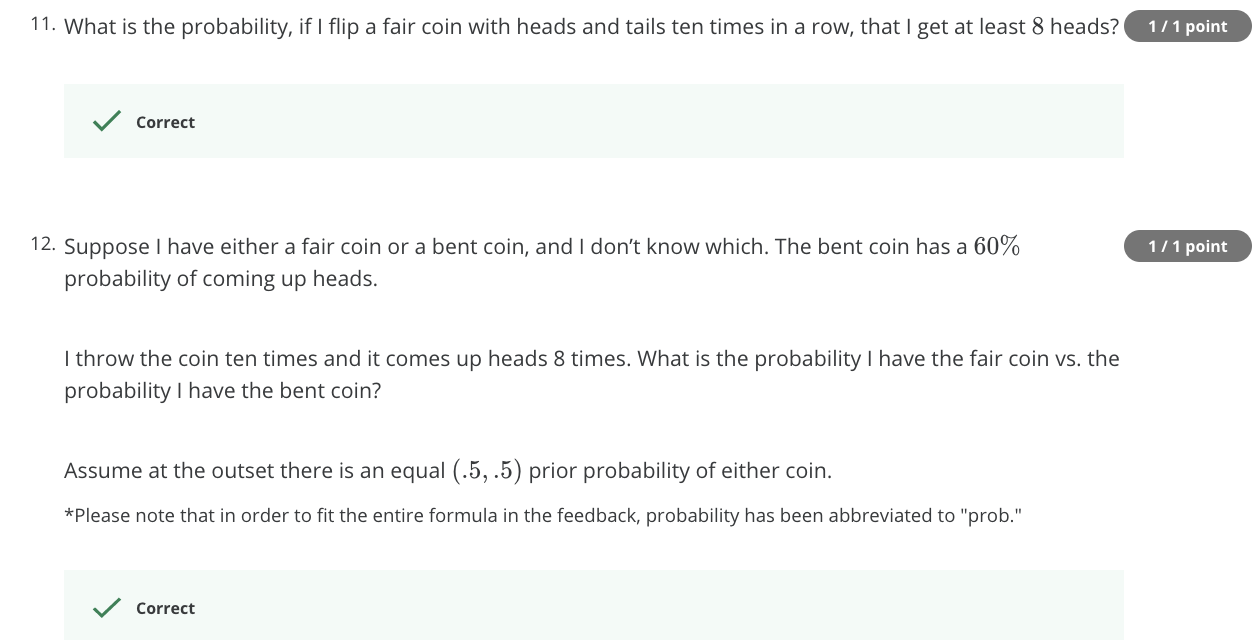 11. What is the probability, if I flip a fair coin with heads and tails ten times in a row, that I get at least 8 heads? 1 / 1 point
Correct
12. Suppose I have either a fair coin or a bent coin, and I don’t know which. The bent coin has a 60% 1 / 1 point
probability of coming up heads.
I throw the coin ten times and it comes up heads 8 times. What is the probability I have the fair coin vs. the
probability I have the bent coin?
Assume at the outset there is an equal (.5, .5) prior probability of either coin.
*Please note that in order to fit the entire formula in the feedback, probability has been abbreviated to "prob."
Correct